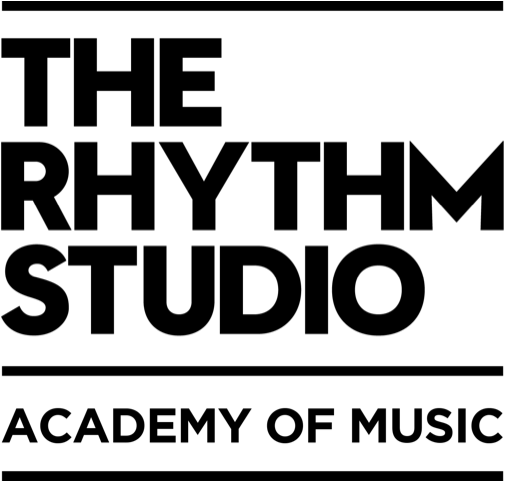 THE
RHYTHM
STUDIO
ACADEMY OF MUSIC